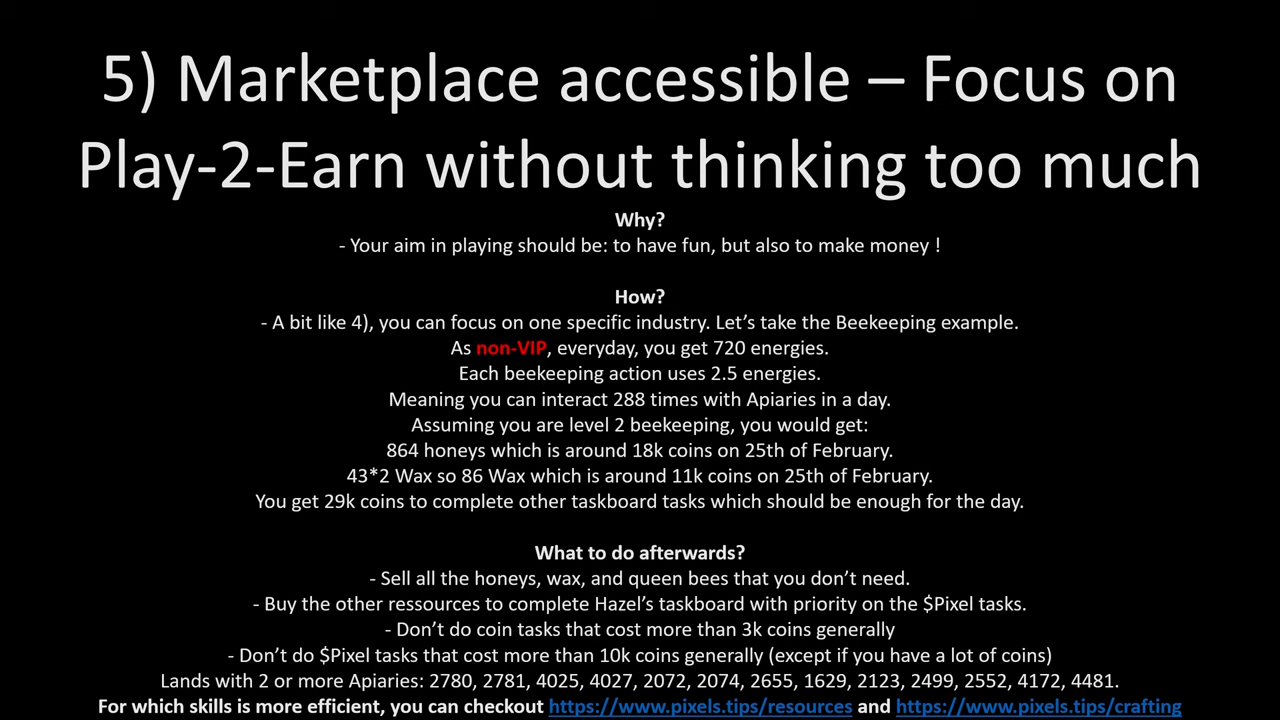 5) Marketplace accessible – Focus on
Play-2-Earn without thinking too much
Why?
- Your aim in playing should be: to have fun, but also to make money !
How?
- A bit like 4), you can focus on one specific industry. Let’s take the Beekeeping example.
As non-VIP, everyday, you get 720 energies.
Each beekeeping action uses 2.5 energies.
Meaning you can interact 288 times with Apiaries in a day.
Assuming you are level 2 beekeeping, you would get:
864 honeys which is around 18k coins on 25th of February.
43*2 Wax so 86 Wax which is around 11k coins on 25th of February.
You get 29k coins to complete other taskboard tasks which should be enough for the day.
What to do afterwards?
- Sell all the honeys, wax, and queen bees that you don’t need.
- Buy the other ressources to complete Hazel’s taskboard with priority on the $Pixel tasks.
- Don’t do coin tasks that cost more than 3k coins generally
- Don’t do $Pixel tasks that cost more than 10k coins generally (except if you have a lot of coins)
Lands with 2 or more Apiaries: 2780, 2781, 4025, 4027, 2072, 2074, 2655, 1629, 2123, 2499, 2552, 4172, 4481.
For which skills is more efficient, you can checkout https://www.pixels.tips/resources and https://www.pixels.tips/crafting